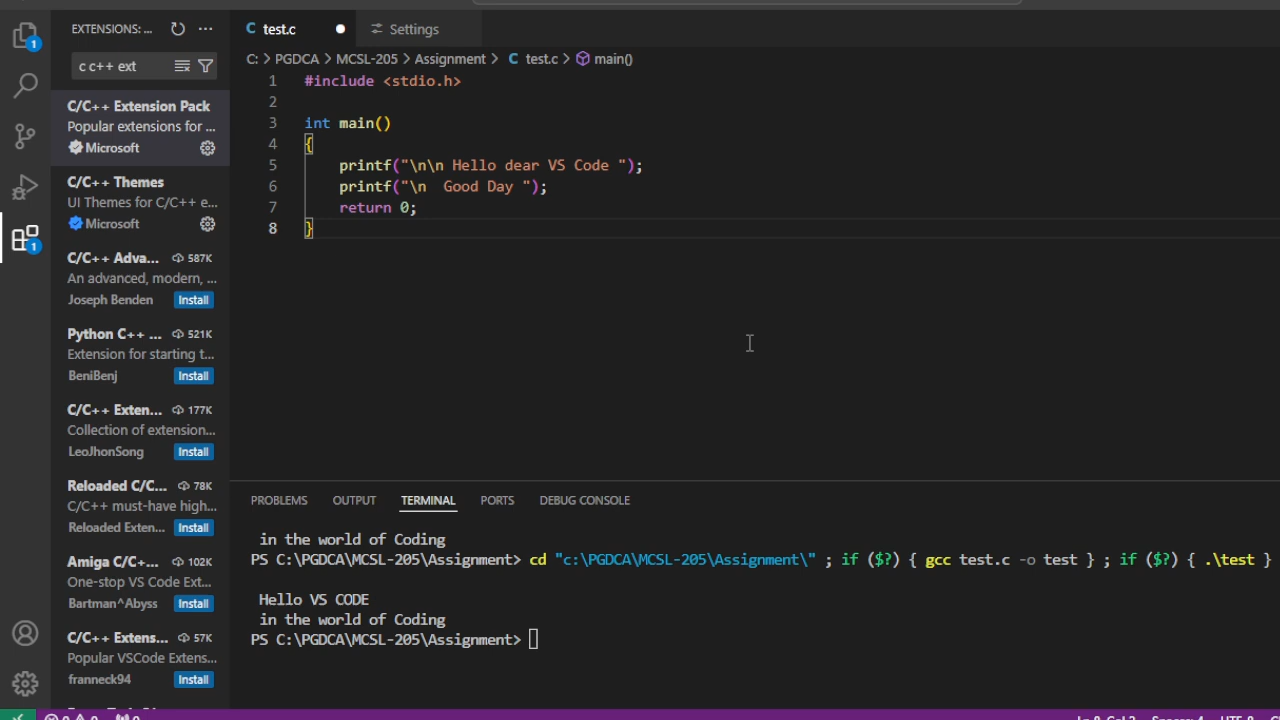 EXTENSIONS: ...
c c++ ext
C/C++ Extension Pack
Popular extensions for ...
Microsoft
C/C++ Themes
UI Themes for C/C++ e...
Microsoft
C/C++ Adva... 587K
An advanced, modern, ...
Joseph Benden Install
Python C++ ... 521K
Extension for starting t...
BeniBenj Install
C/C++ Exten... 177K
Collection of extension...
LeoJhonSong Install
Reloaded C/C... 78K
C/C++ must-have high...
Reloaded Exten... Install
Amiga C/C+... 102K
One-stop VS Code Ext...
Bartman^Abyss Install
C/C++ Extens... 57K
Popular VSCode Extens...
franneck94 Install
1
1
C test.c Settings
C: > PGDCA > MCSL-205 > Assignment > C test.c > main()
1 #include <stdio.h>
2
3 int main()
4 {
5 printf("\n\n Hello dear VS Code ");
6 printf("\n  Good Day ");
7 return 0;
8 }
PROBLEMS OUTPUT TERMINAL PORTS DEBUG CONSOLE
in the world of Coding
PS C:\PGDCA\MCSL-205\Assignment> cd "c:\PGDCA\MCSL-205\Assignment\" ; if ($?) { gcc test.c -o test } ; if ($?) { .\test }
Hello VS CODE
in the world of Coding
PS C:\PGDCA\MCSL-205\Assignment>